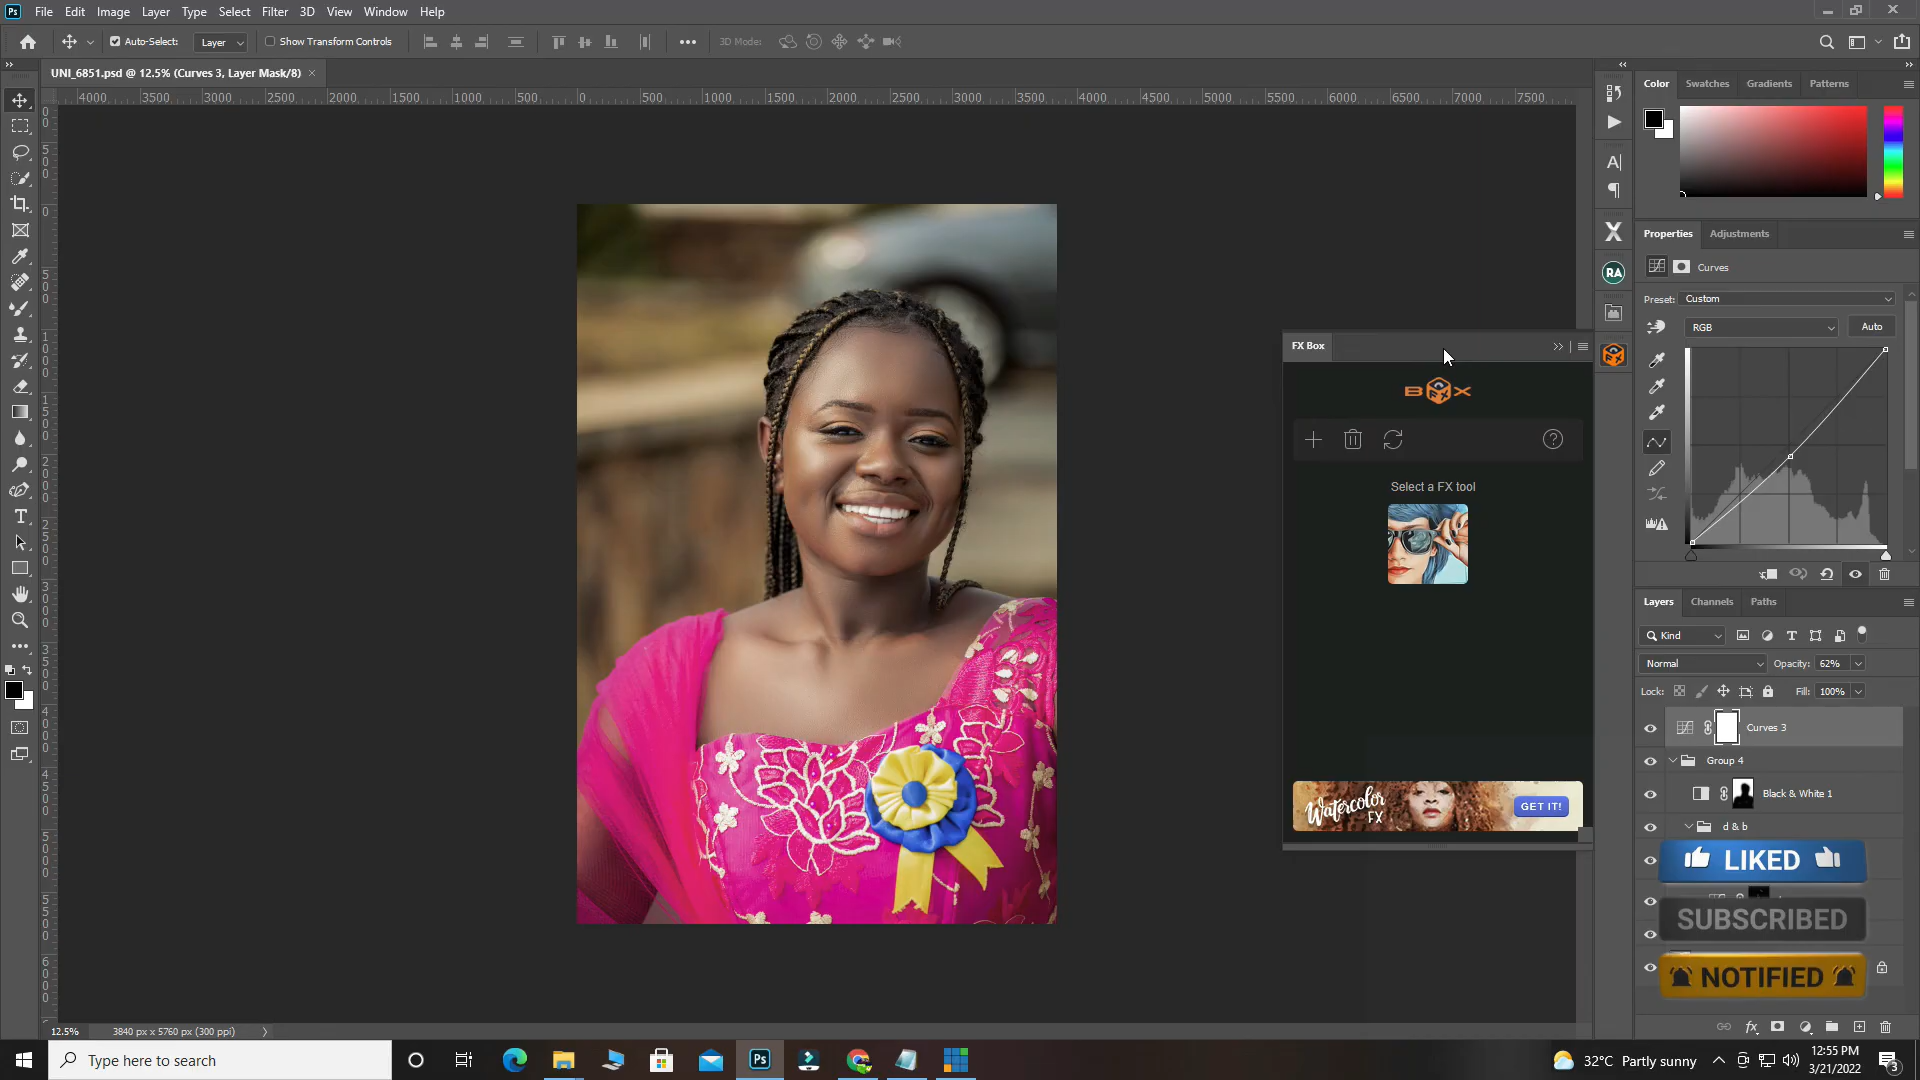 Ps File Edit Image Layer Type Select Filter 3D View Window Help
Auto-Select: Layer Show Transform Controls 3D Mode:
UNI_6851.psd @ 12.5% (Curves 3, Layer Mask/8) ×
4000 3500 3000 2500 2000 1500 1000 500 0 500 1000 1500 2000 2500 3000 3500 4000 4500 5000 5500 6000 6500 7000 7500
FX Box
BFXX
Select a FX tool
Watercolor
FX
GET IT!
RA
Color Swatches Gradients Patterns
Properties Adjustments
Curves
Preset: Custom
RGB Auto
Layers Channels Paths
Kind
Normal Opacity: 62%
Lock: Fill: 100%
Curves 3
Group 4
Black & White 1
d & b
LIKED
SUBSCRIBED
NOTIFIED
12.5% 3840 px x 5760 px (300 ppi)
Type here to search
Ps
32°C Partly sunny
12:55 PM
3/21/2022
3